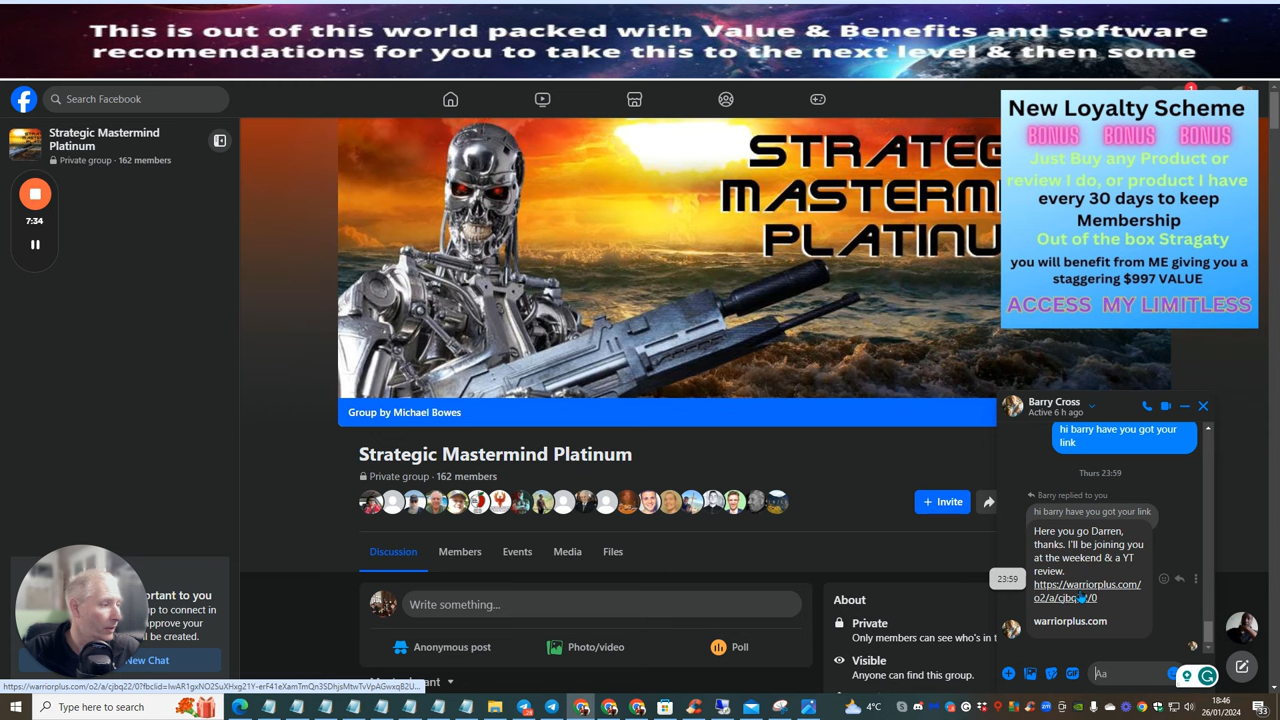 This is out of this world packed with Value & Benefits and software
recomendations for you to take this to the next level & then some
Search Facebook
1
Strategic Mastermind
Platinum
Private group · 162 members
7:34
STRATEG
MASTERMI
PLATINU
New Loyalty Scheme
BONUS BONUS BONUS
Just Buy any Product or
review I do, or product I have
every 30 days to keep
Membership
Out of the box Stragaty
you will benefit from ME giving you a
staggering $997 VALUE
ACCESS MY LIMITLESS
Group by Michael Bowes
Strategic Mastermind Platinum
Private group · 162 members
+ Invite
Discussion
Members
Events
Media
Files
Write something...
Anonymous post
Photo/video
Poll
About
Private
Only members can see who's in t
Visible
Anyone can find this group.
Barry Cross
Active 6 h ago
hi barry have you got your
link
Thurs 23:59
Barry replied to you
hi barry have you got your link
Here you go Darren,
thanks. I'll be joining you
at the weekend & a YT
review.
https://warriorplus.com/
23:59
warriorplus.com
Aa
portant to you
up to connect in
approve your
ill be created.
New Chat
Type here to search
4°C
18:46
26/01/2024